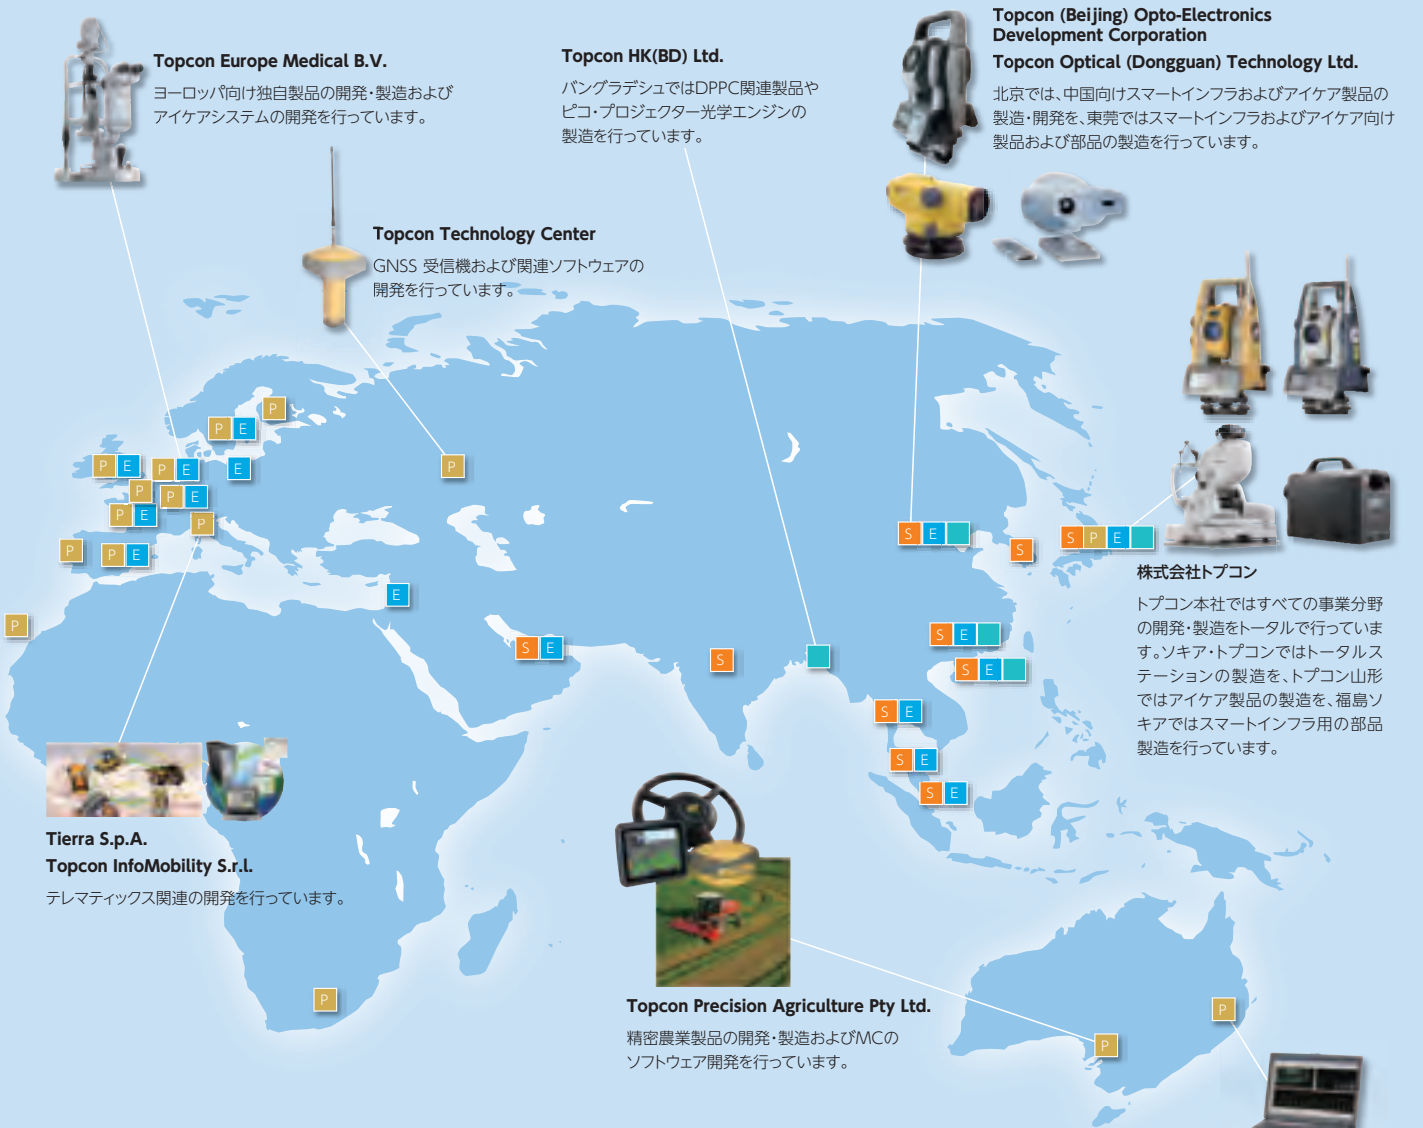 Topcon Europe Medical B.V.
ヨーロッパ向け独自製品の開発・製造および
アイケアシステムの開発を行っています。
Topcon HK(BD) Ltd.
バングラデシュではDPPC関連製品や
ピコ・プロジェクター光学エンジンの
製造を行っています。
Topcon (Beijing) Opto-Electronics
Development Corporation
Topcon Optical (Dongguan) Technology Ltd.
北京では、中国向けスマートインフラおよびアイケア製品の
製造・開発を、東莞ではスマートインフラおよびアイケア向け
製品および部品の製造を行っています。
Topcon Technology Center
GNSS 受信機および関連ソフトウェアの
開発を行っています。
P
P E
P E
P E
E
P
P
P E
P E
P
P
P E
E
P
S E
S
S E
S
S P E
S E
S E
S E
S E
S E
株式会社トプコン
トプコン本社ではすべての事業分野
の開発・製造をトータルで行っていま
す。ソキア・トプコンではトータルス
テーションの製造を、トプコン山形
ではアイケア製品の製造を、福島ソ
キアではスマートインフラ用の部品
製造を行っています。
Tierra S.p.A.
Topcon InfoMobility S.r.l.
テレマティックス関連の開発を行っています。
P
Topcon Precision Agriculture Pty Ltd.
精密農業製品の開発・製造およびMCの
ソフトウェア開発を行っています。
P
P